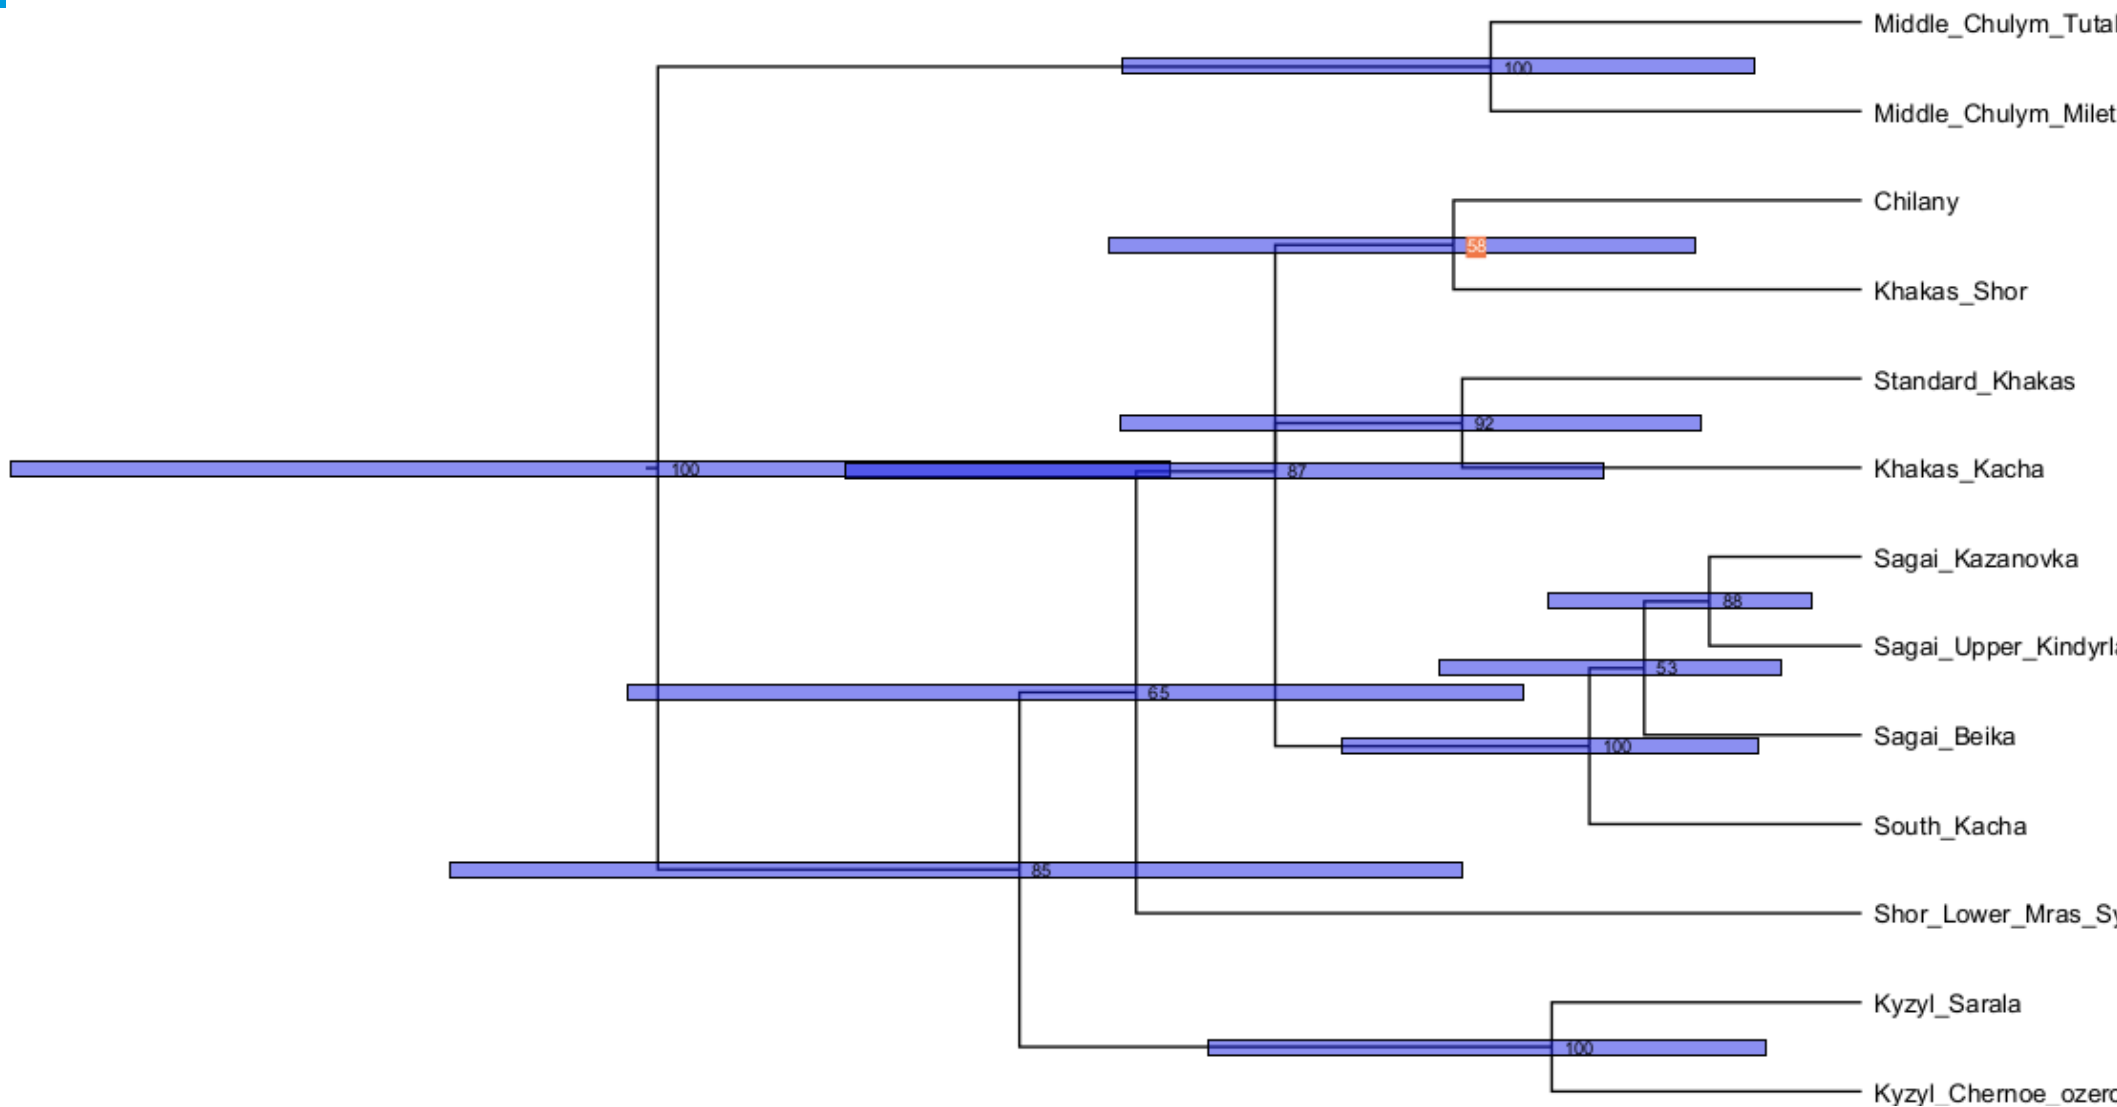 Middle_Chulym_Tutal
100
Middle_Chulym_Milet
Chilany
58
Khakas_Shor
Standard_Khakas
92
Khakas_Kacha
100
87
Sagai_Kazanovka
88
Sagai_Upper_Kindyrla
53
65
Sagai_Beika
100
South_Kacha
85
Shor_Lower_Mras_Sy
Kyzyl_Sarala
100
Kyzyl_Chernoe_ozero